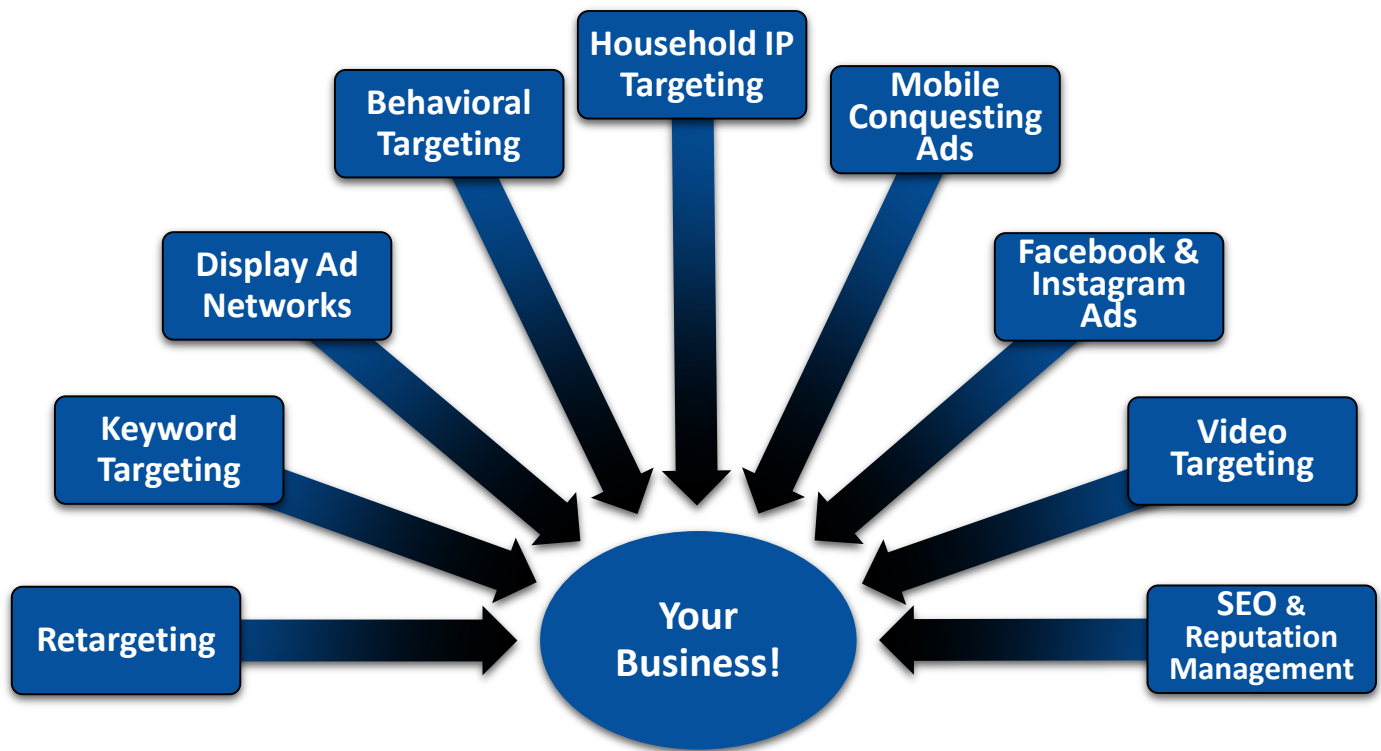 Household IP
Targeting
Behavioral
Targeting
Mobile
Conquesting
Ads
Display Ad
Networks
Facebook &
Instagram
Ads
Keyword
Targeting
Video
Targeting
Retargeting
Your
Business!
SEO &
Reputation
Management